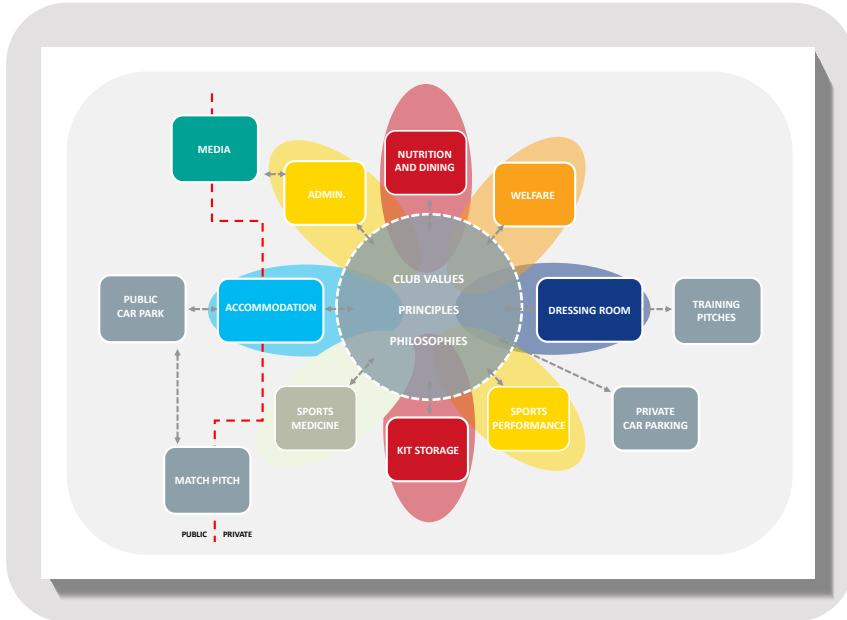 MEDIA
ADMIN.
NUTRITION
AND DINING
WELFARE
PUBLIC
CAR PARK
ACCOMMODATION
CLUB VALUES
PRINCIPLES
PHILOSOPHIES
DRESSING ROOM
TRAINING
PITCHES
SPORTS
MEDICINE
KIT STORAGE
SPORTS
PERFORMANCE
PRIVATE
CAR PARKING
MATCH PITCH
PUBLIC
PRIVATE